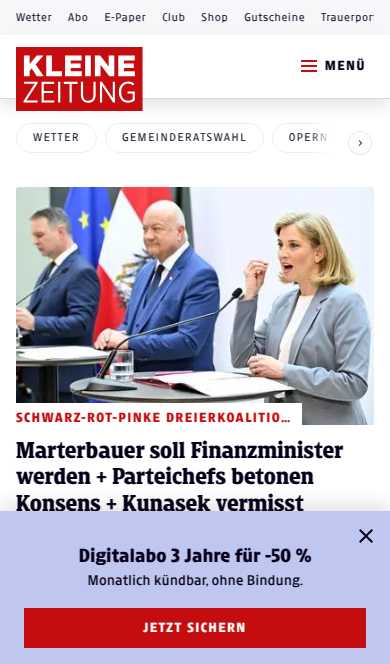 Wetter Abo E-Paper Club Shop Gutscheine Trauerpor
KLEINE
ZEITUNG
MENÜ
WETTER GEMEINDERATSWAHL OPERN
SCHWARZ-ROT-PINKE DREIERKOALITIO…
Marterbauer soll Finanzminister
werden + Parteichefs betonen
Konsens + Kunasek vermisst
Digitalabo 3 Jahre für -50 %
Monatlich kündbar, ohne Bindung.
JETZT SICHERN